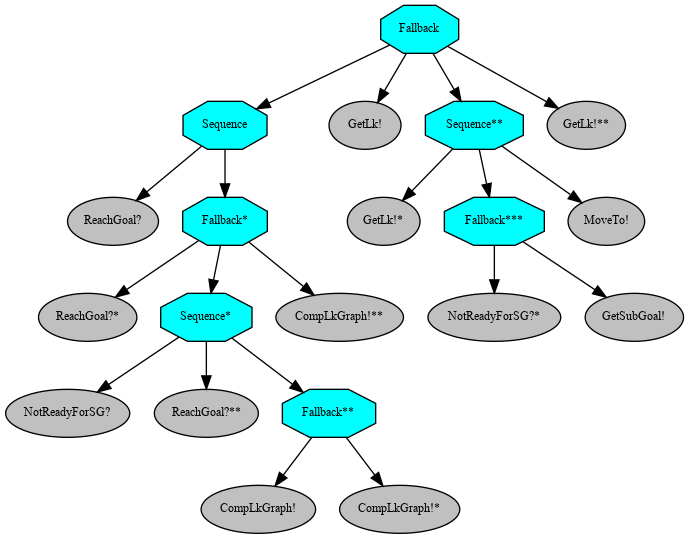 Fallback
Sequence
GetLk!
Sequence**
GetLk!**
ReachGoal?
Fallback*
GetLk!*
Fallback***
MoveTo!
ReachGoal?*
Sequence*
CompLkGraph!**
NotReadyForSG?*
GetSubGoal!
NotReadyForSG?
ReachGoal?**
Fallback**
CompLkGraph!
CompLkGraph!*